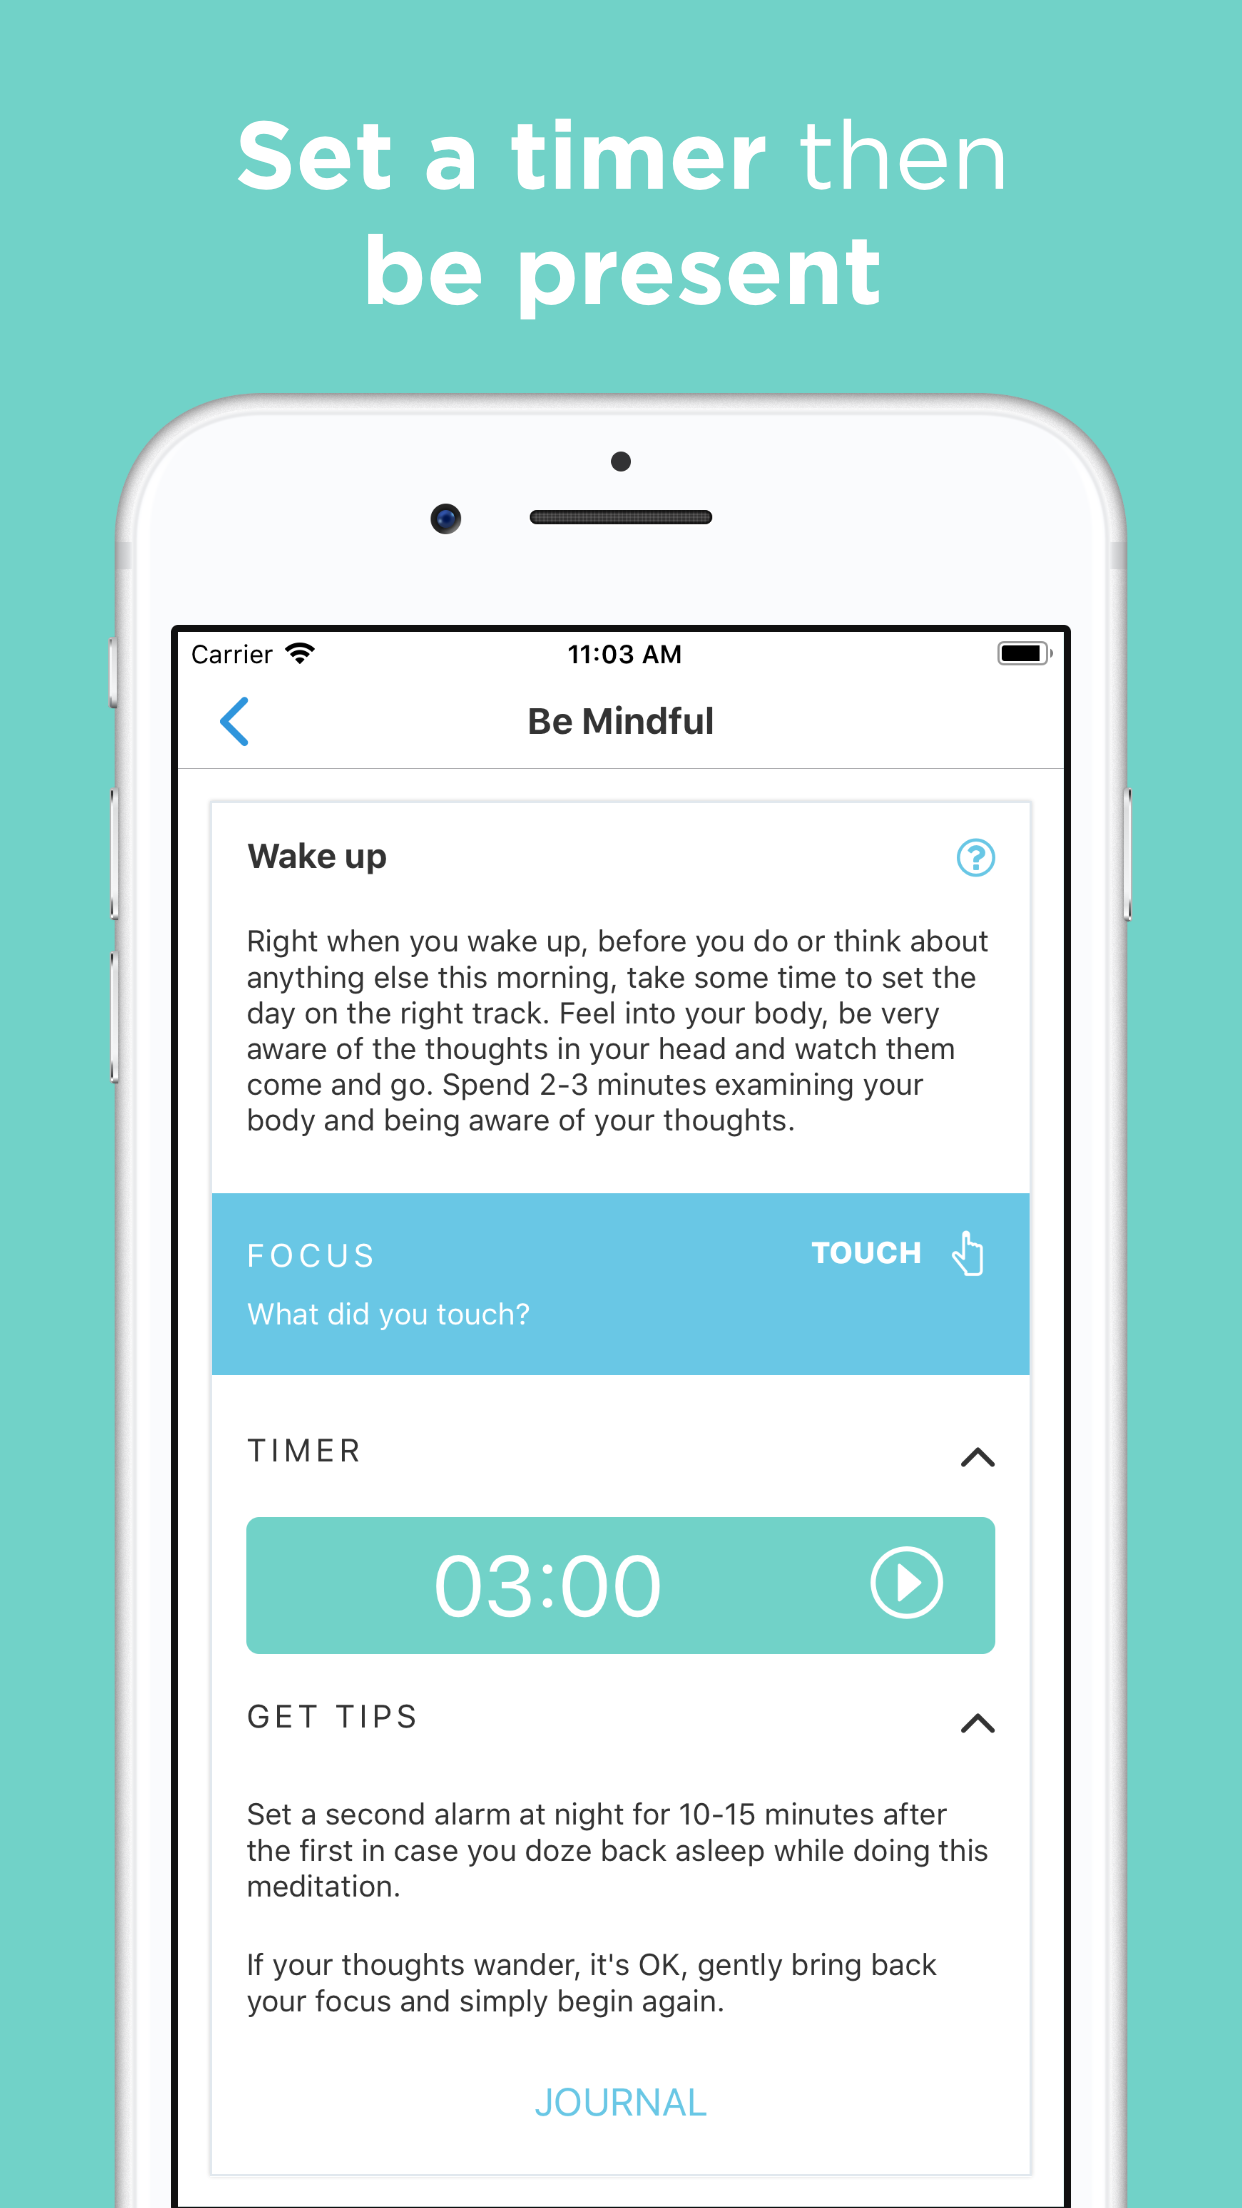 Set a timer then
be present
Carrier 11:03 AM
Be Mindful
Wake up
Right when you wake up, before you do or think about
anything else this morning, take some time to set the
day on the right track. Feel into your body, be very
aware of the thoughts in your head and watch them
come and go. Spend 2-3 minutes examining your
body and being aware of your thoughts.
FOCUS TOUCH
What did you touch?
TIMER
03:00
GET TIPS
Set a second alarm at night for 10-15 minutes after
the first in case you doze back asleep while doing this
meditation.
If your thoughts wander, it's OK, gently bring back
your focus and simply begin again.
JOURNAL